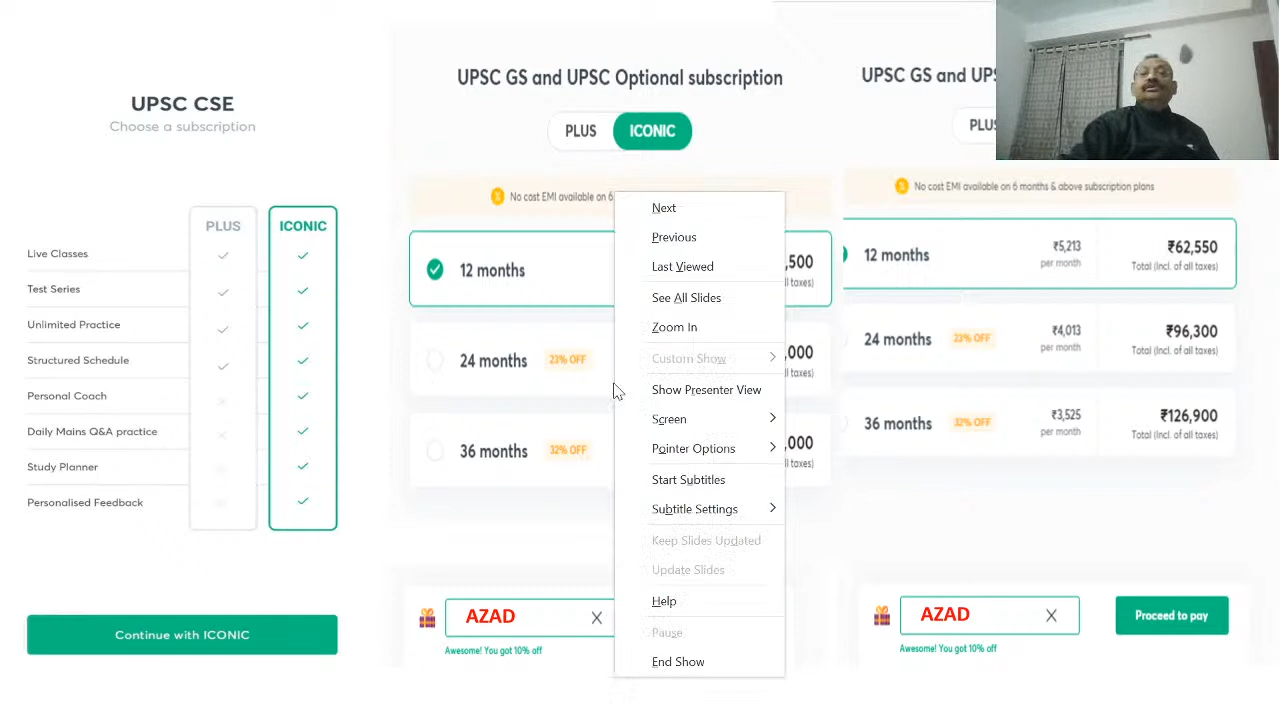 UPSC CSE
Choose a subscription
PLUS
ICONIC
Live Classes
Test Series
Unlimited Practice
Structured Schedule
Personal Coach
Daily Mains Q&A practice
Study Planner
Personalised Feedback
Continue with ICONIC
UPSC GS and UPSC Optional subscription
PLUS
ICONIC
No cost EMI available on 6
12 months
,500
l taxes)
24 months
23% OFF
,000
l taxes)
36 months
32% OFF
,000
l taxes)
AZAD
X
Awesome! You got 10% off
Next
Previous
Last Viewed
See All Slides
Zoom In
Custom Show
Show Presenter View
Screen
Pointer Options
Start Subtitles
Subtitle Settings
Keep Slides Updated
Update Slides
Help
Pause
End Show
UPSC GS and UPS
PLUS
No cost EMI available on 6 months & above subscription plans
12 months
₹5,213
per month
₹62,550
Total (Incl. of all taxes)
24 months
23% OFF
₹4,013
per month
₹96,300
Total (Incl. of all taxes)
36 months
32% OFF
₹3,525
per month
₹126,900
Total (Incl. of all taxes)
AZAD
X
Proceed to pay
Awesome! You got 10% off